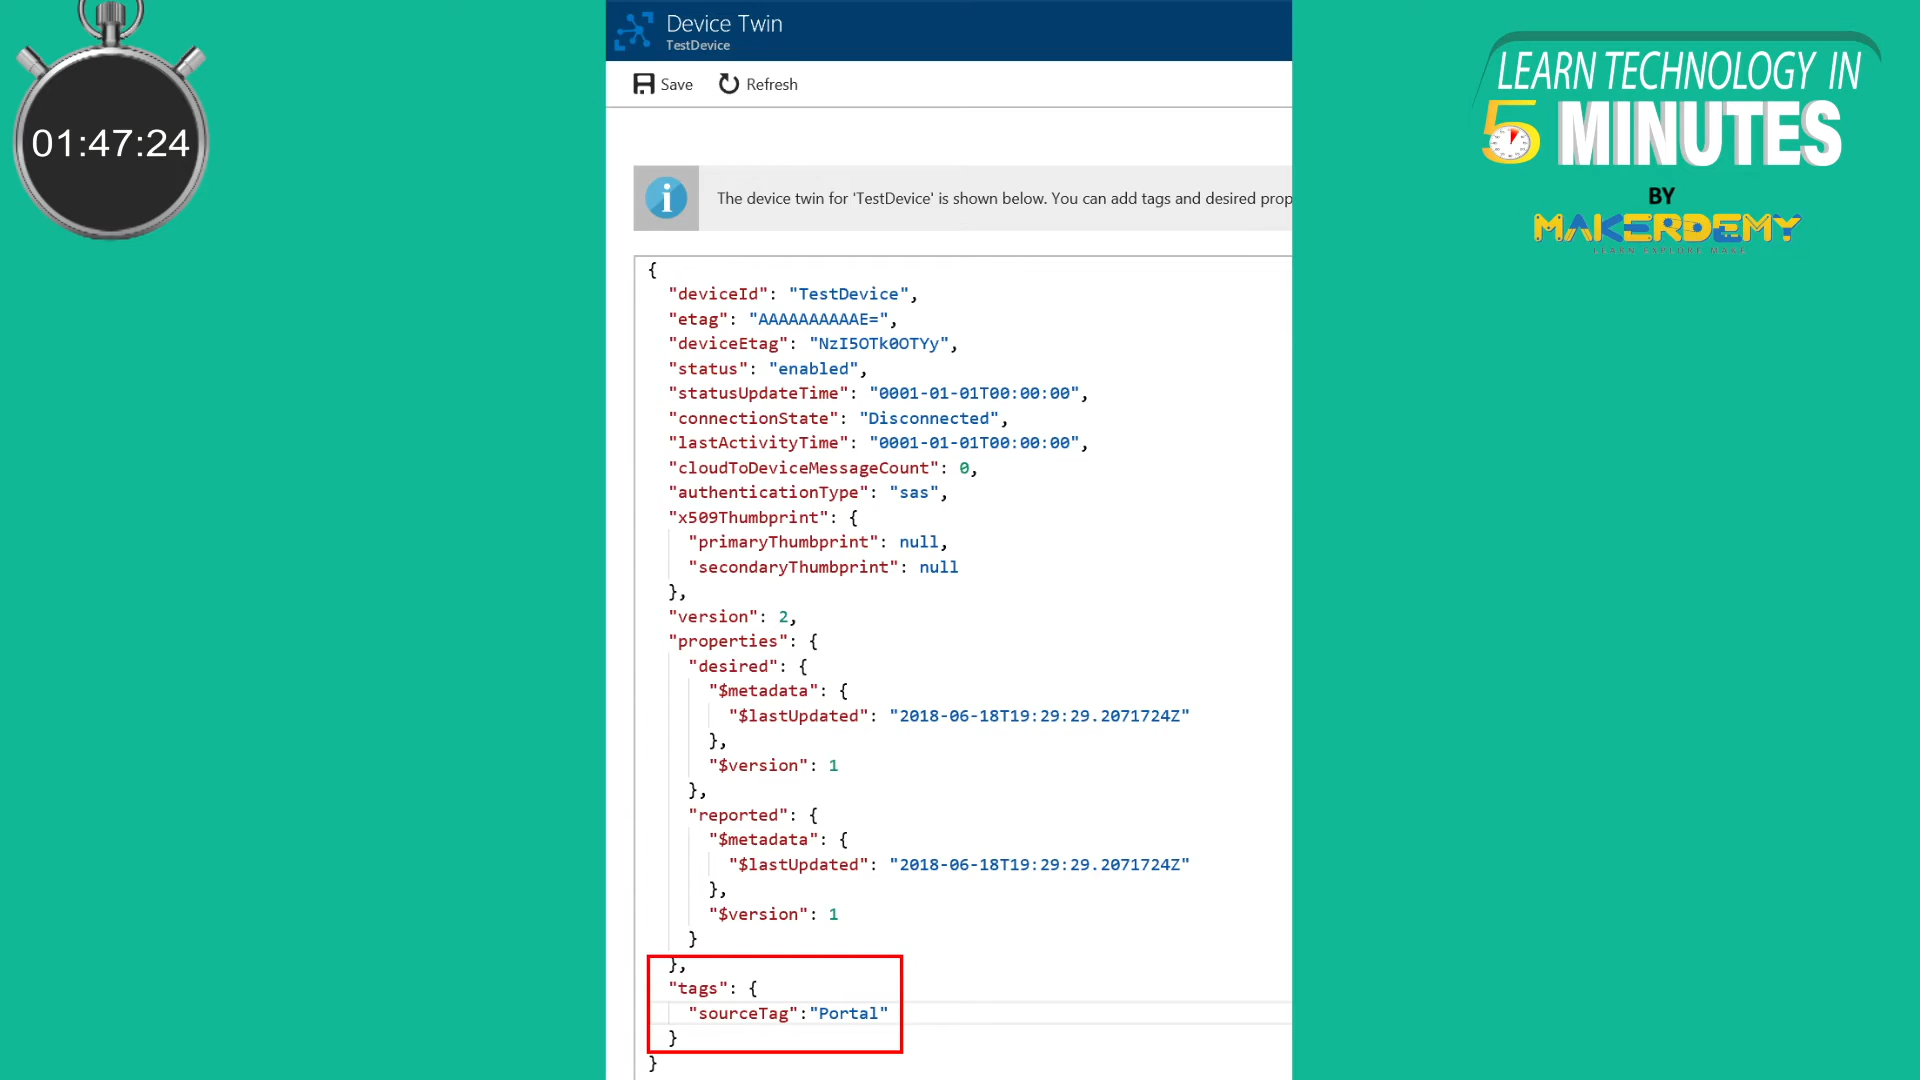 01:47:24
Device Twin
TestDevice
Save Refresh
The device twin for 'TestDevice' is shown below. You can add tags and desired prop
{
"deviceId": "TestDevice",
"etag": "AAAAAAAAAAE=",
"deviceEtag": "NzI5OTk0OTYy",
"status": "enabled",
"statusUpdateTime": "0001-01-01T00:00:00",
"connectionState": "Disconnected",
"lastActivityTime": "0001-01-01T00:00:00",
"cloudToDeviceMessageCount": 0,
"authenticationType": "sas",
"x509Thumbprint": {
"primaryThumbprint": null,
"secondaryThumbprint": null
},
"version": 2,
"properties": {
"desired": {
"$metadata": {
"$lastUpdated": "2018-06-18T19:29:29.2071724Z"
},
"$version": 1
},
"reported": {
"$metadata": {
"$lastUpdated": "2018-06-18T19:29:29.2071724Z"
},
"$version": 1
}
},
"tags": {
"sourceTag":"Portal"
}
}
LEARN TECHNOLOGY IN
5 MINUTES
BY
MAKERDEMY
LEARN EXPLORE MAKE